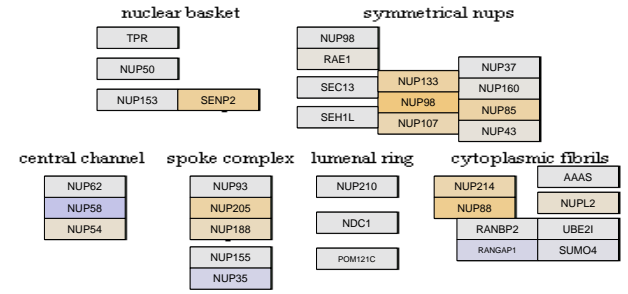 nuclear basket
TPR
NUP50
NUP153 SENP2
symmetrical nups
NUP98
RAE1
SEC13
SEH1L
NUP133
NUP98
NUP107
NUP37
NUP160
NUP85
NUP43
central channel
NUP62
NUP58
NUP54
spoke complex
NUP93
NUP205
NUP188
NUP155
NUP35
lumenal ring
NUP210
NDC1
POM121C
cytoplasmic fibrils
NUP214
NUP88
AAAS
NUPL2
RANBP2 UBE2I
RANGAP1 SUMO4